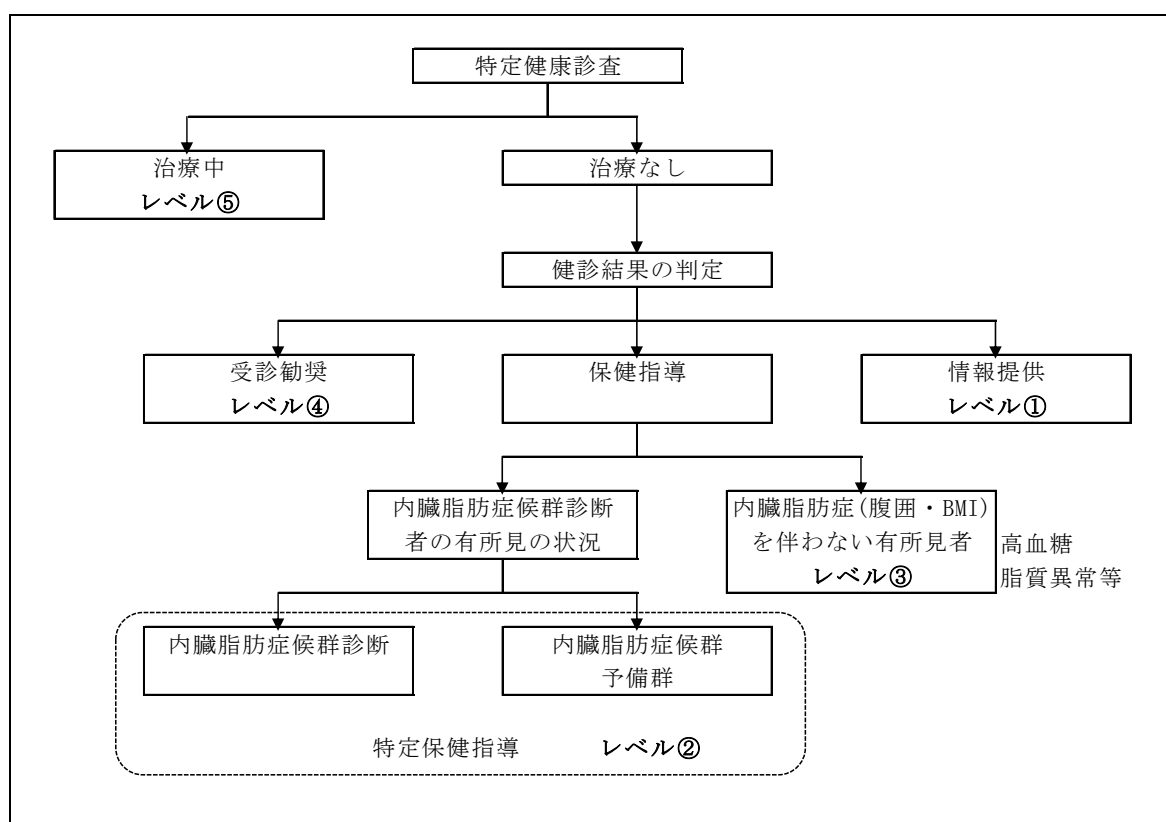 特定健康診査
治療中
レベル⑤
治療なし
健診結果の判定
受診勧奨
レベル④
保健指導
情報提供
レベル①
内臓脂肪症候群診断
者の有所見の状況
内臓脂肪症(腹囲・BMI)
を伴わない有所見者
レベル③
高血糖
脂質異常等
内臓脂肪症候群診断
内臓脂肪症候群
予備群
特定保健指導 レベル②